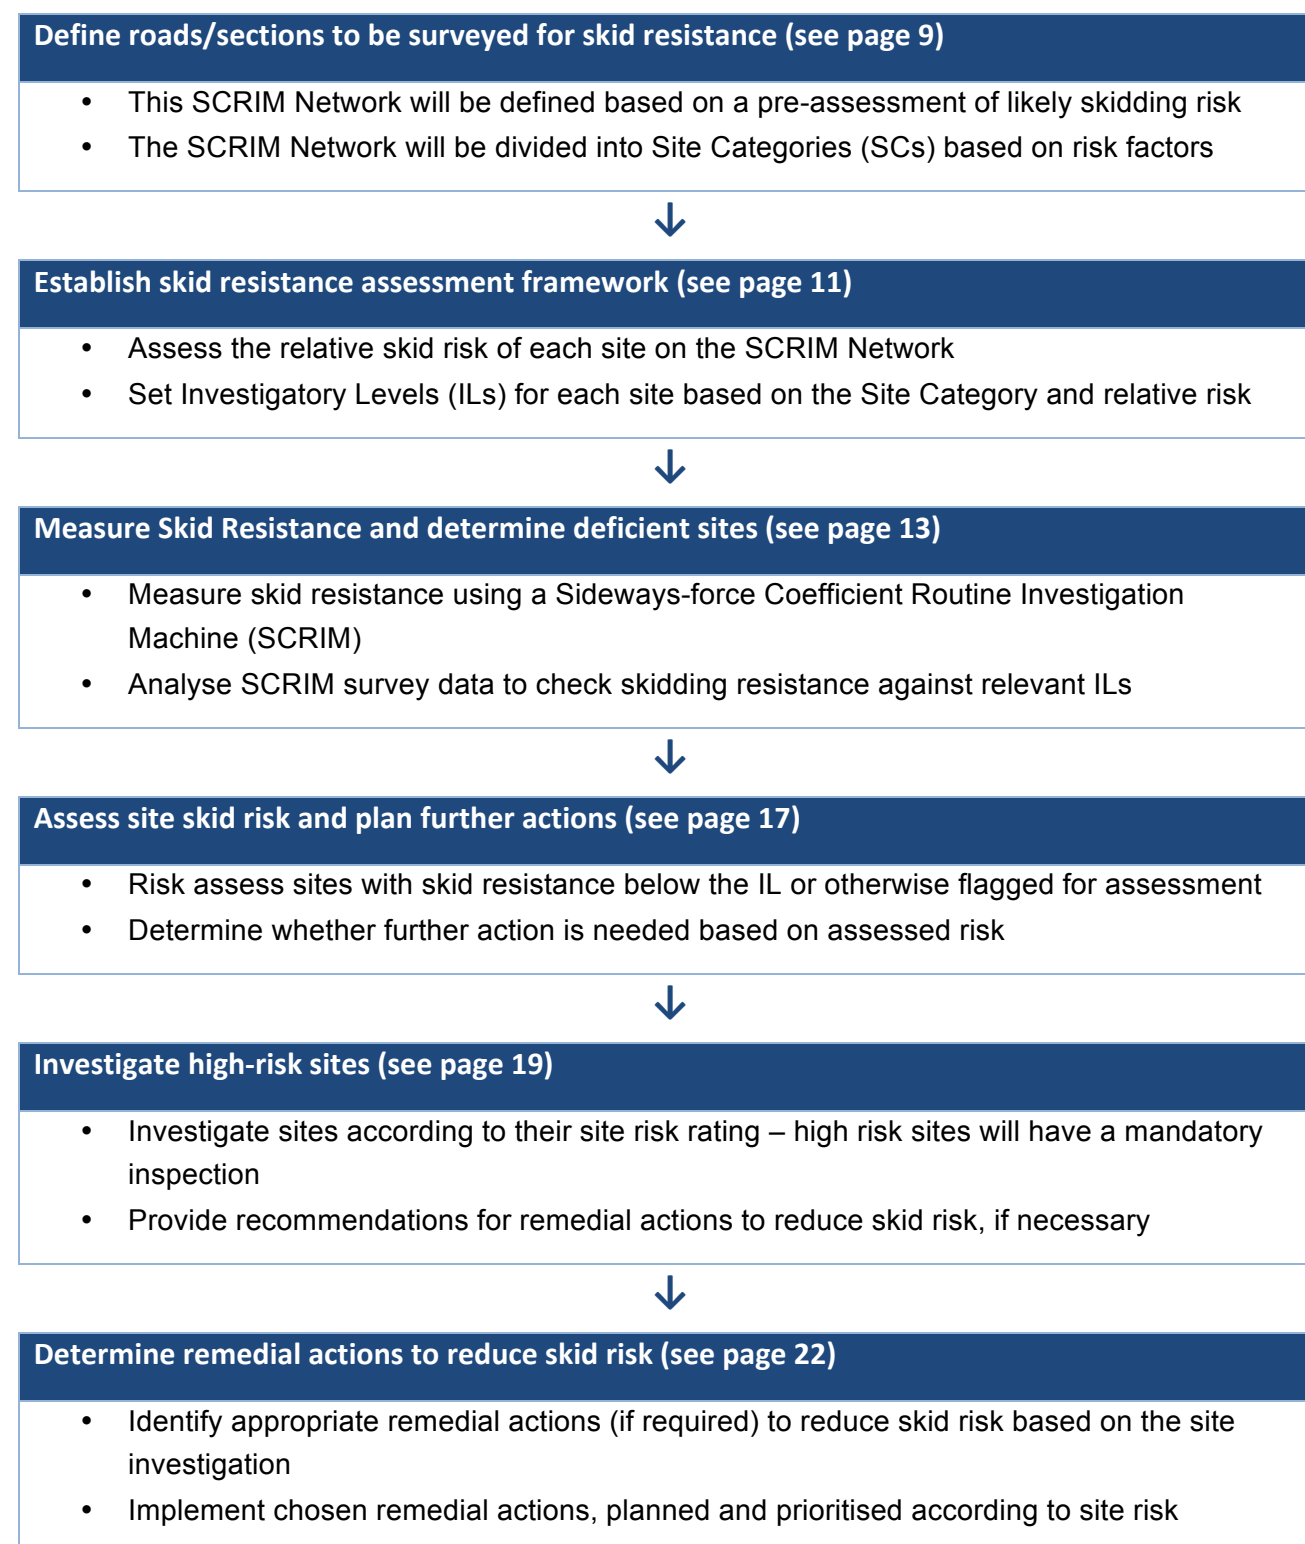 Define roads/sections to be surveyed for skid resistance (see page 9)
• This SCRIM Network will be defined based on a pre-assessment of likely skidding risk
• The SCRIM Network will be divided into Site Categories (SCs) based on risk factors
↓
Establish skid resistance assessment framework (see page 11)
• Assess the relative skid risk of each site on the SCRIM Network
• Set Investigatory Levels (ILs) for each site based on the Site Category and relative risk
↓
Measure Skid Resistance and determine deficient sites (see page 13)
• Measure skid resistance using a Sideways-force Coefficient Routine Investigation
Machine (SCRIM)
• Analyse SCRIM survey data to check skidding resistance against relevant ILs
↓
Assess site skid risk and plan further actions (see page 17)
• Risk assess sites with skid resistance below the IL or otherwise flagged for assessment
• Determine whether further action is needed based on assessed risk
↓
Investigate high-risk sites (see page 19)
• Investigate sites according to their site risk rating – high risk sites will have a mandatory
inspection
• Provide recommendations for remedial actions to reduce skid risk, if necessary
↓
Determine remedial actions to reduce skid risk (see page 22)
• Identify appropriate remedial actions (if required) to reduce skid risk based on the site
investigation
• Implement chosen remedial actions, planned and prioritised according to site risk